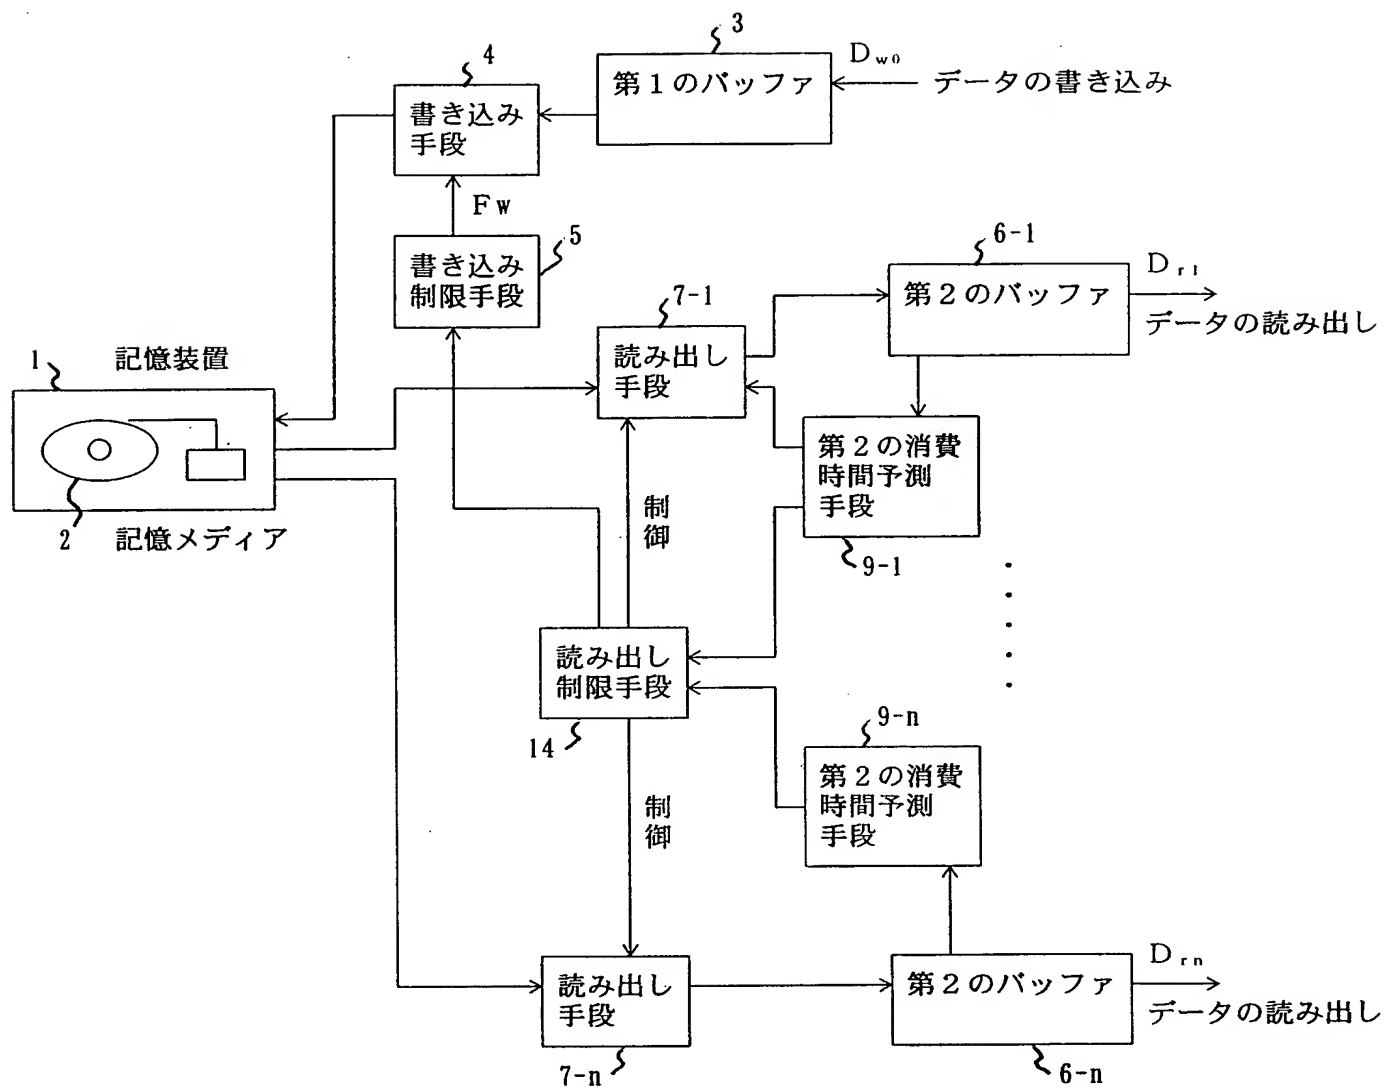 3
4
D w0
第1のバッファ
データの書き込み
書き込み
手段
Fw
5
書き込み
制限手段
6-1
D r1
第2のバッファ
データの読み出し
7-1
読み出し
手段
1
記憶装置
第2の消費
時間予測
手段
9-1
2
記憶メディア
制
御
読み出し
制限手段
14
9-n
第2の消費
時間予測
手段
制
御
D rn
読み出し
手段
第2のバッファ
データの読み出し
7-n
6-n